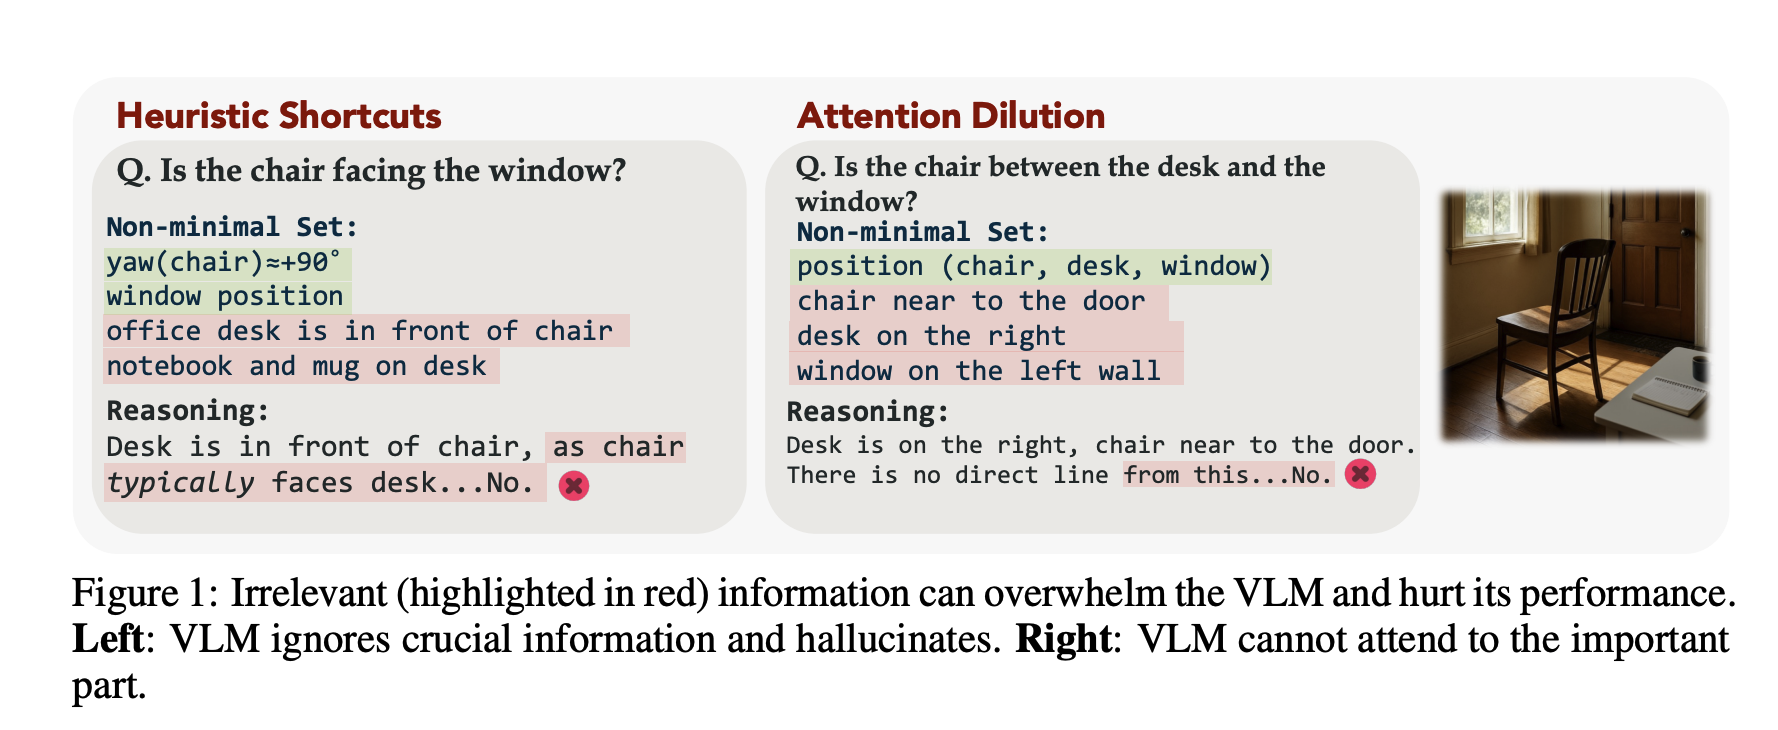 Heuristic Shortcuts
Q. Is the chair facing the window?
Non-minimal Set:
yaw(chair)≈+90°
window position
office desk is in front of chair
notebook and mug on desk
Reasoning:
Desk is in front of chair, as chair
typically faces desk...No.
Attention Dilution
Q. Is the chair between the desk and the
window?
Non-minimal Set:
position (chair, desk, window)
chair near to the door
desk on the right
window on the left wall
Reasoning:
Desk is on the right, chair near to the door.
There is no direct line from this...No.
Figure 1: Irrelevant (highlighted in red) information can overwhelm the VLM and hurt its performance.
Left: VLM ignores crucial information and hallucinates. Right: VLM cannot attend to the important
part.